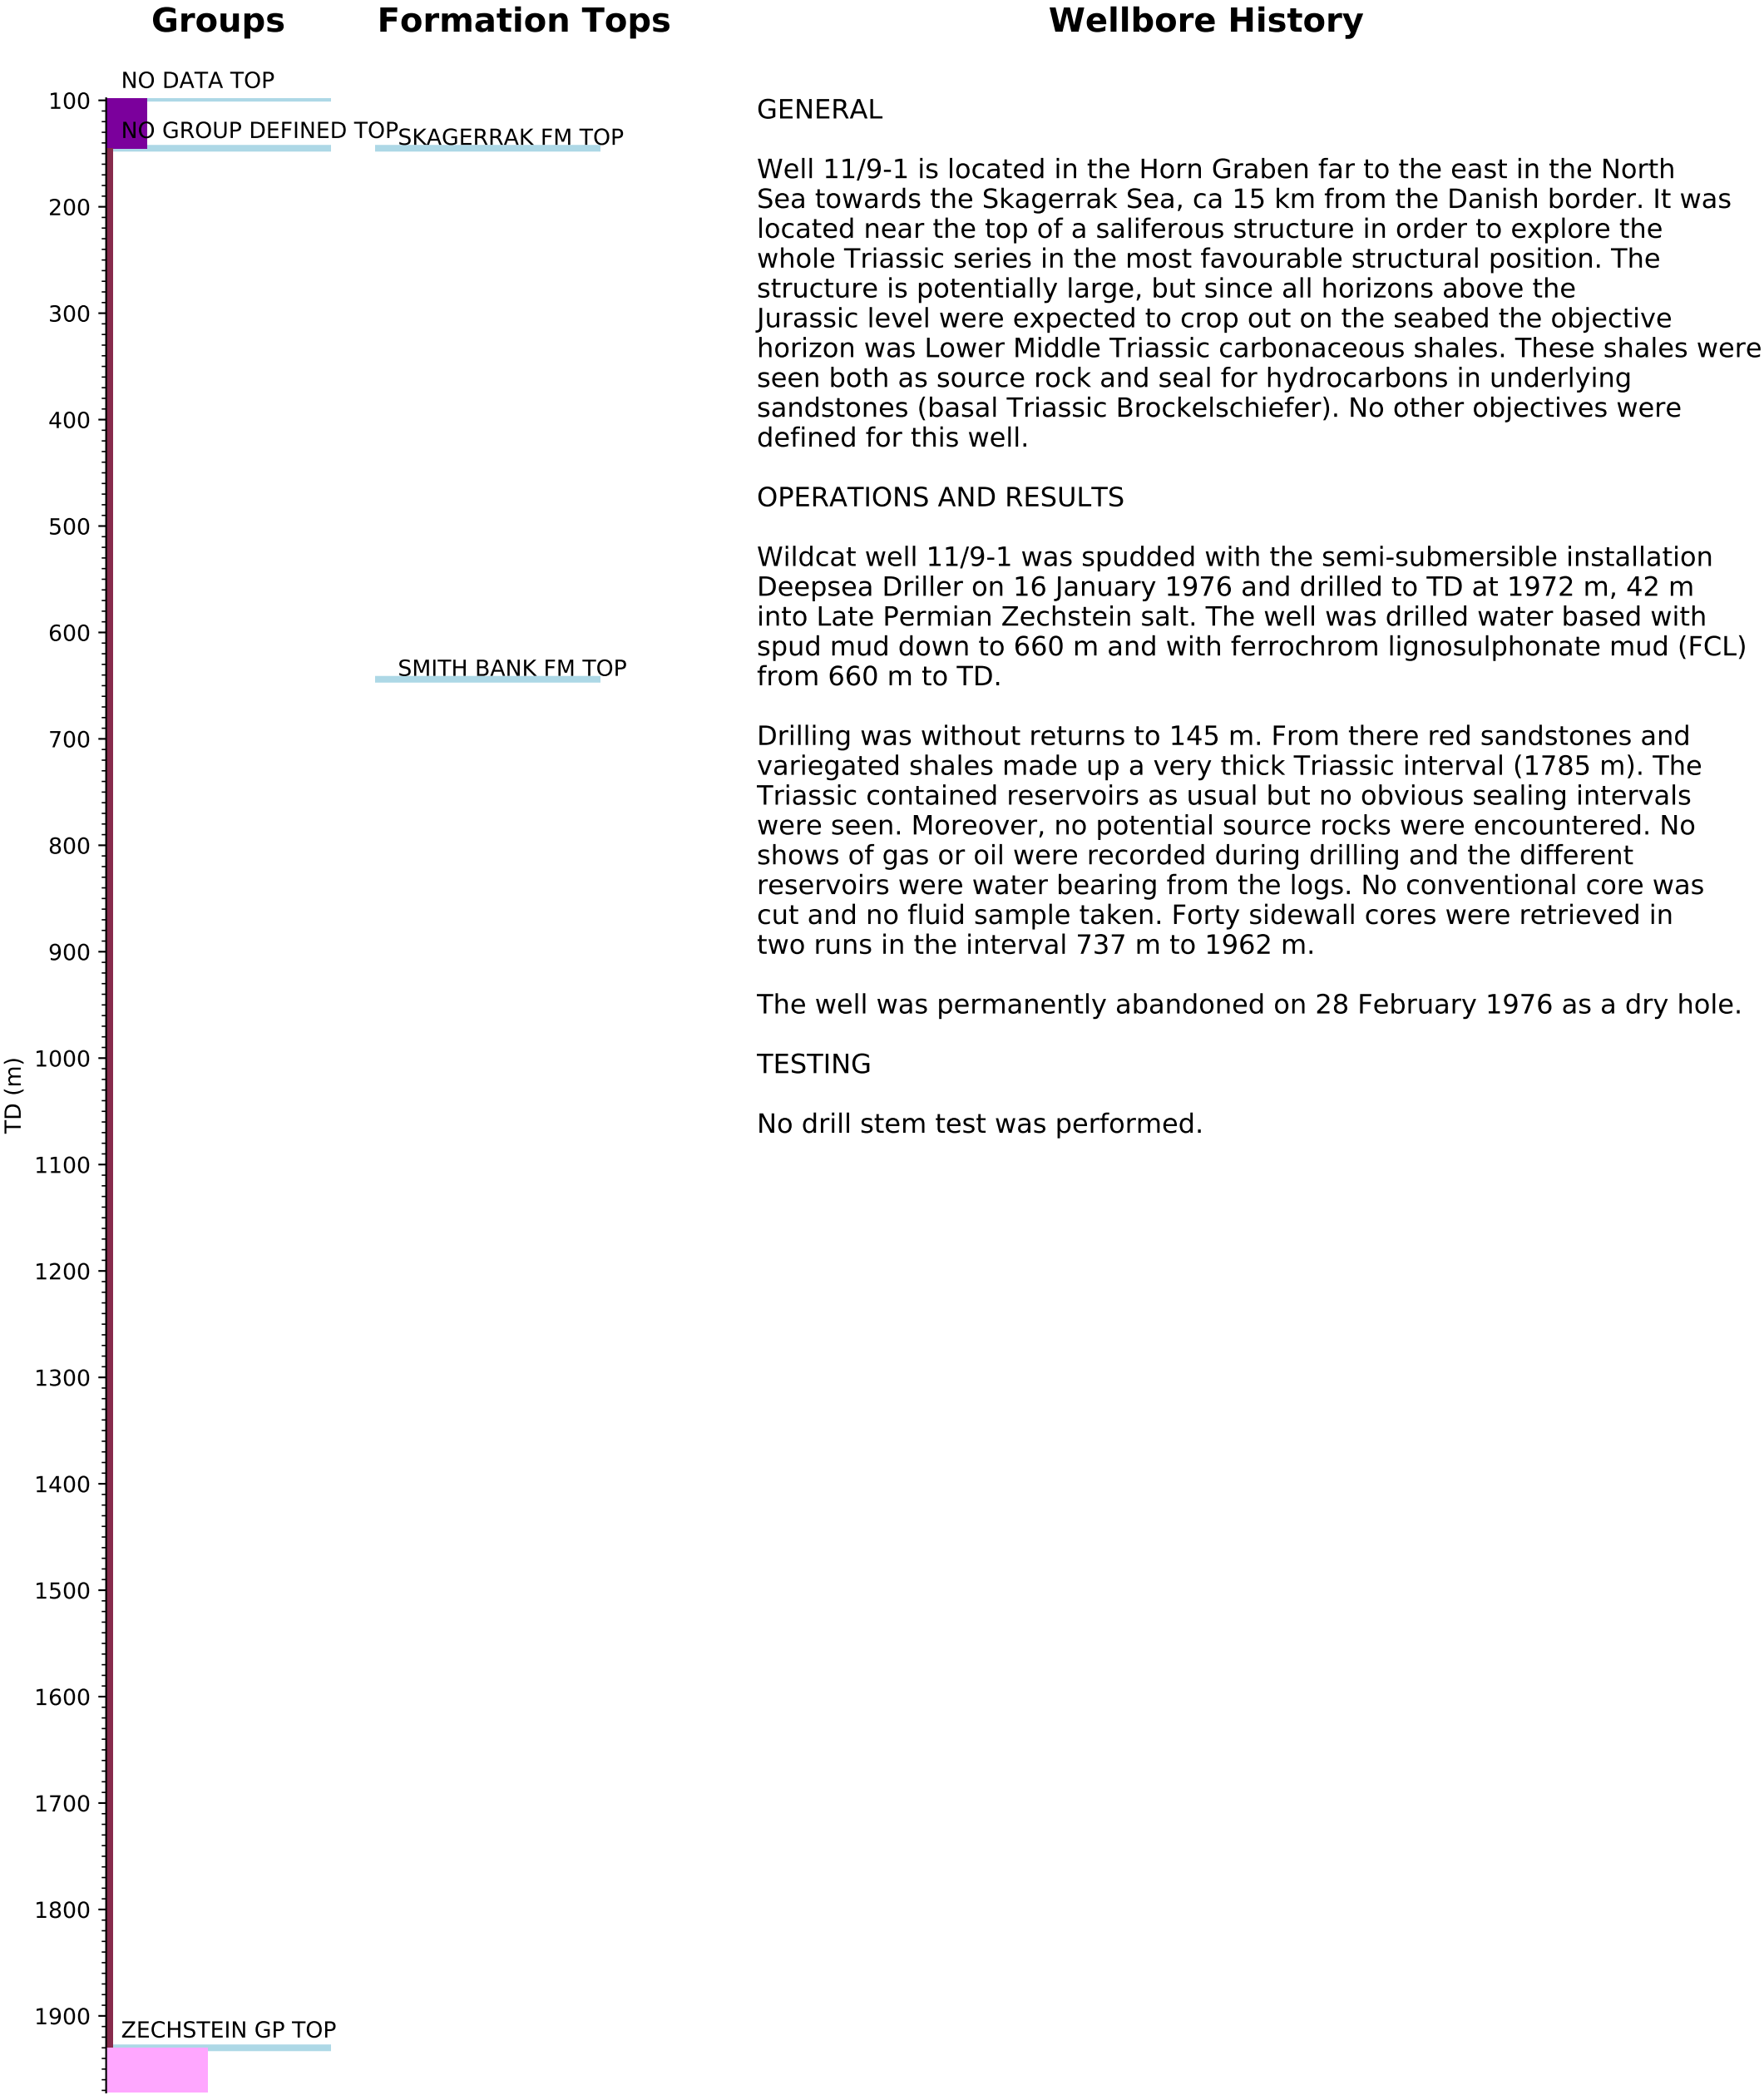 Groups
Formation Tops
Wellbore History
NO DATA TOP
NO GROUP DEFINED TOP
SKAGERRAK FM TOP
SMITH BANK FM TOP
ZECHSTEIN GP TOP
TD (m)
100
200
300
400
500
600
700
800
900
1000
1100
1200
1300
1400
1500
1600
1700
1800
1900
GENERAL
Well 11/9-1 is located in the Horn Graben far to the east in the North
Sea towards the Skagerrak Sea, ca 15 km from the Danish border. It was
located near the top of a saliferous structure in order to explore the
whole Triassic series in the most favourable structural position. The
structure is potentially large, but since all horizons above the
Jurassic level were expected to crop out on the seabed the objective
horizon was Lower Middle Triassic carbonaceous shales. These shales were
seen both as source rock and seal for hydrocarbons in underlying
sandstones (basal Triassic Brockelschiefer). No other objectives were
defined for this well.
OPERATIONS AND RESULTS
Wildcat well 11/9-1 was spudded with the semi-submersible installation
Deepsea Driller on 16 January 1976 and drilled to TD at 1972 m, 42 m
into Late Permian Zechstein salt. The well was drilled water based with
spud mud down to 660 m and with ferrochrom lignosulphonate mud (FCL)
from 660 m to TD.
Drilling was without returns to 145 m. From there red sandstones and
variegated shales made up a very thick Triassic interval (1785 m). The
Triassic contained reservoirs as usual but no obvious sealing intervals
were seen. Moreover, no potential source rocks were encountered. No
shows of gas or oil were recorded during drilling and the different
reservoirs were water bearing from the logs. No conventional core was
cut and no fluid sample taken. Forty sidewall cores were retrieved in
two runs in the interval 737 m to 1962 m.
The well was permanently abandoned on 28 February 1976 as a dry hole.
TESTING
No drill stem test was performed.